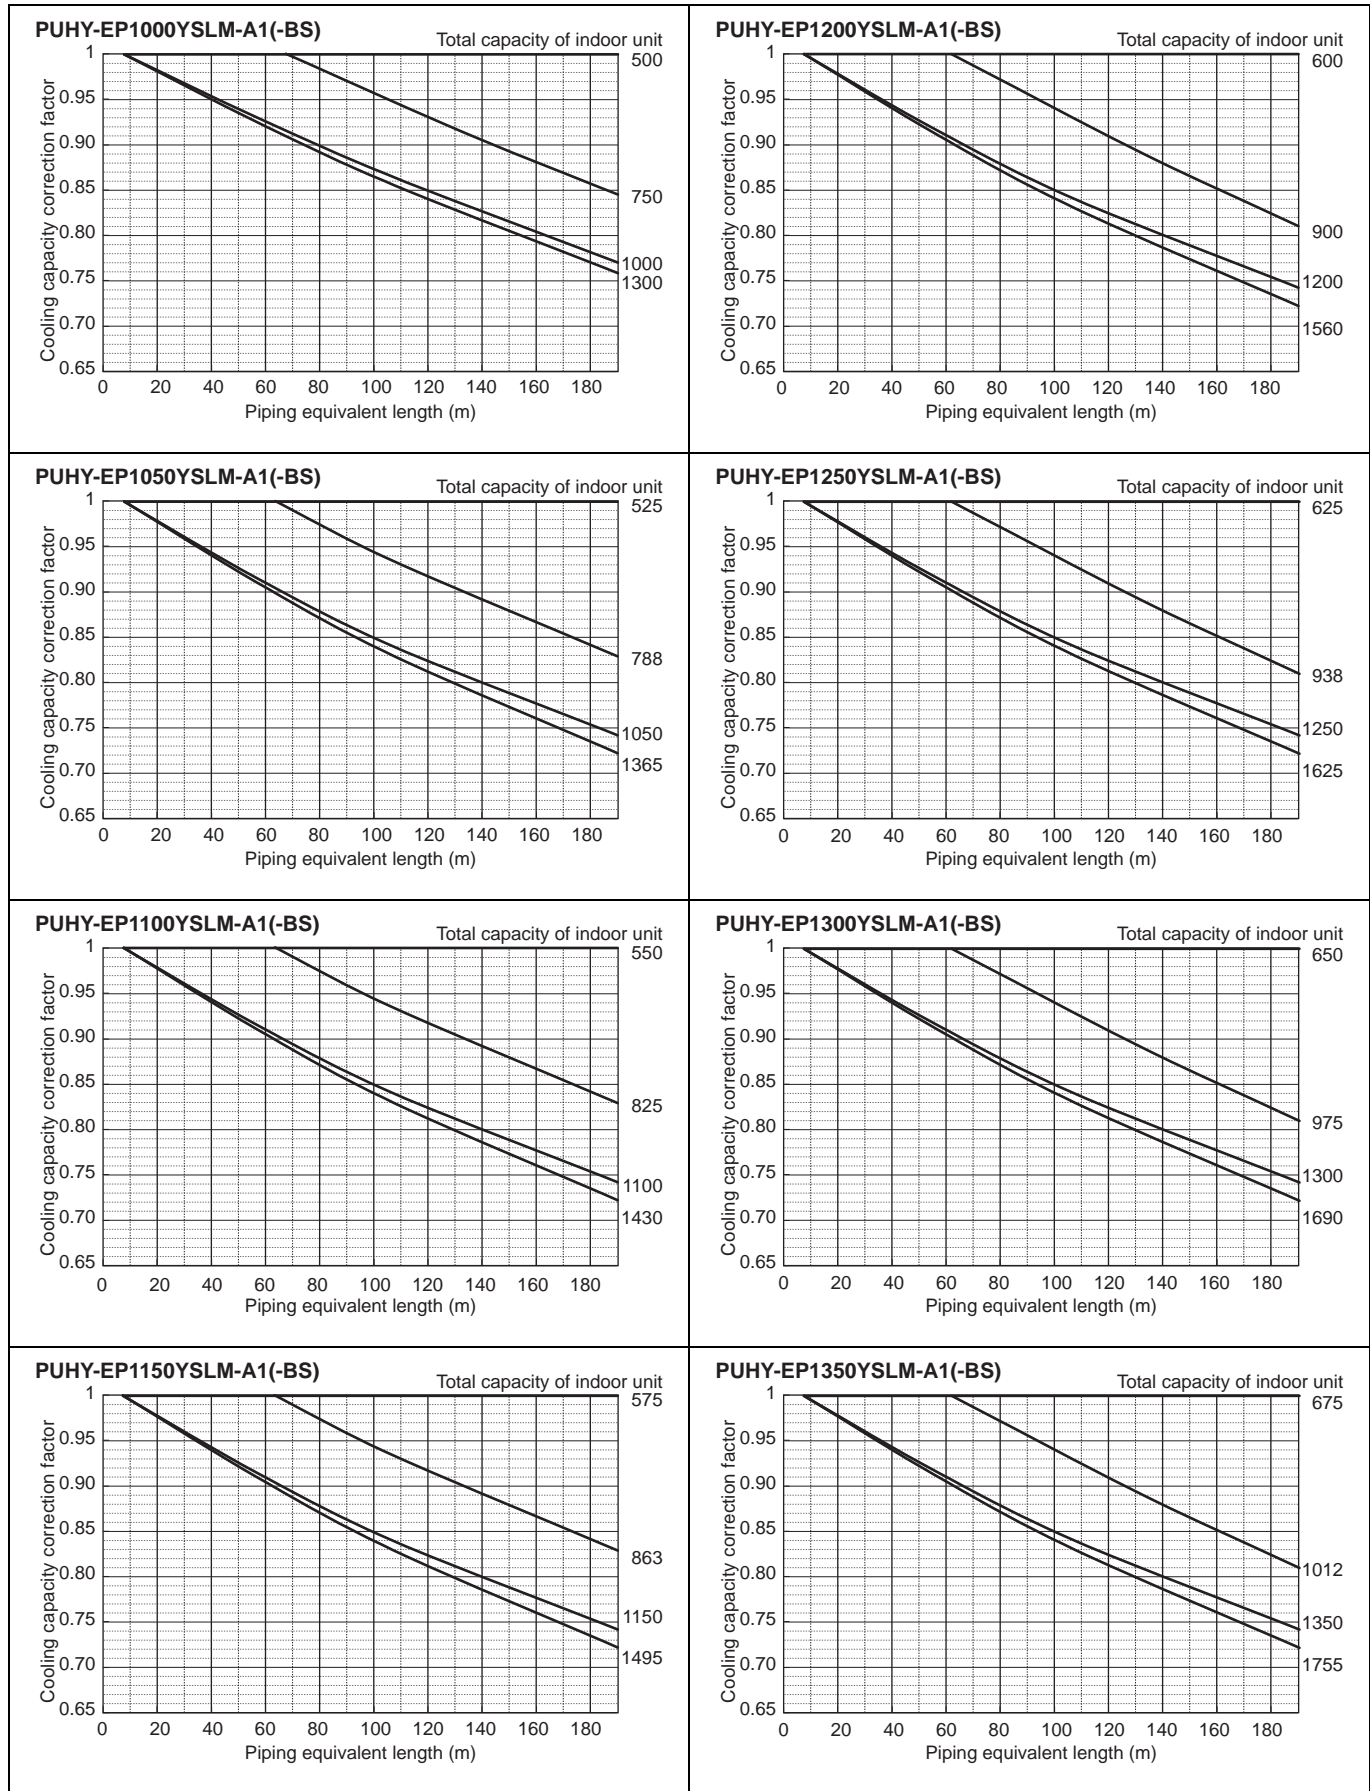 PUHY-EP1000YSLM-A1(-BS)
Total capacity of indoor unit
500
750
1000
1300
Cooling capacity correction factor
1
0.95
0.90
0.85
0.80
0.75
0.70
0.65
0 20 40 60 80 100 120 140 160 180
Piping equivalent length (m)
PUHY-EP1200YSLM-A1(-BS)
Total capacity of indoor unit
600
900
1200
1560
Cooling capacity correction factor
1
0.95
0.90
0.85
0.80
0.75
0.70
0.65
0 20 40 60 80 100 120 140 160 180
Piping equivalent length (m)
PUHY-EP1050YSLM-A1(-BS)
Total capacity of indoor unit
525
788
1050
1365
Cooling capacity correction factor
1
0.95
0.90
0.85
0.80
0.75
0.70
0.65
0 20 40 60 80 100 120 140 160 180
Piping equivalent length (m)
PUHY-EP1250YSLM-A1(-BS)
Total capacity of indoor unit
625
938
1250
1625
Cooling capacity correction factor
1
0.95
0.90
0.85
0.80
0.75
0.70
0.65
0 20 40 60 80 100 120 140 160 180
Piping equivalent length (m)
PUHY-EP1100YSLM-A1(-BS)
Total capacity of indoor unit
550
825
1100
1430
Cooling capacity correction factor
1
0.95
0.90
0.85
0.80
0.75
0.70
0.65
0 20 40 60 80 100 120 140 160 180
Piping equivalent length (m)
PUHY-EP1300YSLM-A1(-BS)
Total capacity of indoor unit
650
975
1300
1690
Cooling capacity correction factor
1
0.95
0.90
0.85
0.80
0.75
0.70
0.65
0 20 40 60 80 100 120 140 160 180
Piping equivalent length (m)
PUHY-EP1150YSLM-A1(-BS)
Total capacity of indoor unit
575
863
1150
1495
Cooling capacity correction factor
1
0.95
0.90
0.85
0.80
0.75
0.70
0.65
0 20 40 60 80 100 120 140 160 180
Piping equivalent length (m)
PUHY-EP1350YSLM-A1(-BS)
Total capacity of indoor unit
675
1012
1350
1755
Cooling capacity correction factor
1
0.95
0.90
0.85
0.80
0.75
0.70
0.65
0 20 40 60 80 100 120 140 160 180
Piping equivalent length (m)